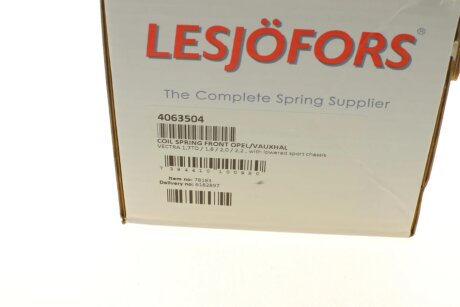 LESJÖFORS®
The Complete Spring Supplier
4063504
COIL SPRING FRONT OPEL/VAUXHAL
VECTRA 1,7TD / 1,8 / 2,0 / 2,2 , with lowered sport chassis
Item no: 78193
Delivery no: 6182897